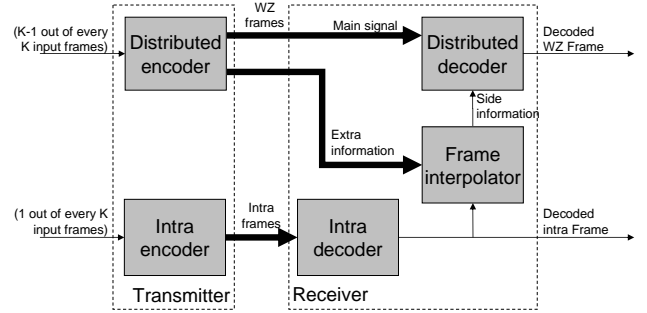 WZ
frames
(K-1 out of every
K input frames)
Distributed
encoder
Main signal
Distributed
decoder
Decoded
WZ Frame
Side
information
Extra
information
Frame
interpolator
(1 out of every K
input frames)
Intra
encoder
Intra
frames
Intra
decoder
Decoded
intra Frame
Transmitter
Receiver